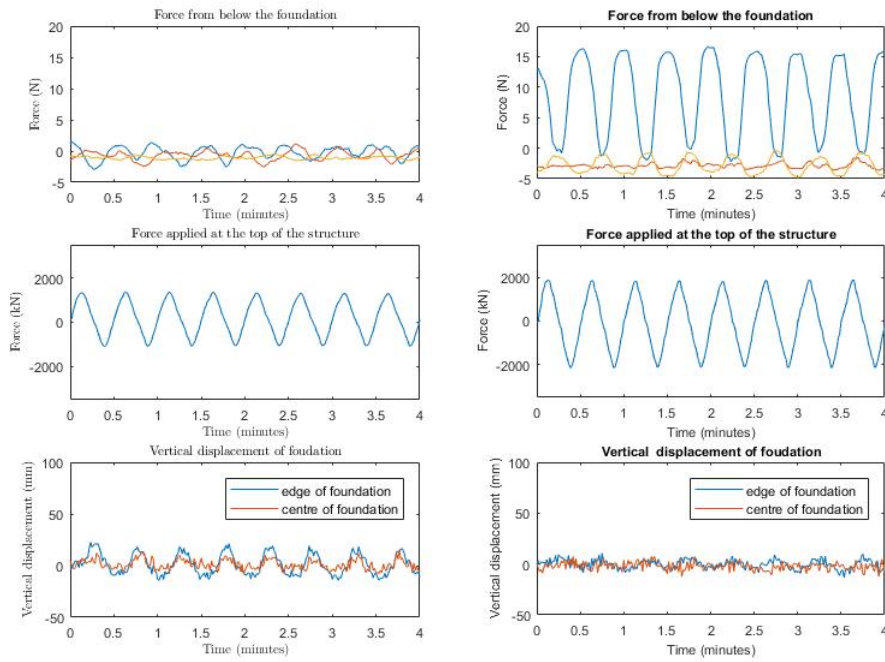 Force from below the foundation
20
15
10
5
0
-5
Force (N)
0 0.5 1 1.5 2 2.5 3 3.5 4
Time (minutes)
Force from below the foundation
20
15
10
5
0
-5
Force (N)
0 0.5 1 1.5 2 2.5 3 3.5 4
Time (minutes)
Force applied at the top of the structure
2000
0
-2000
Force (kN)
0 0.5 1 1.5 2 2.5 3 3.5 4
Time (minutes)
Force applied at the top of the structure
2000
0
-2000
Force (kN)
0 0.5 1 1.5 2 2.5 3 3.5 4
Time (minutes)
Vertical displacement of foudation
100
50
0
-50
Vertical displacement (mm)
edge of foundation
centre of foundation
0 0.5 1 1.5 2 2.5 3 3.5 4
Time (minutes)
Vertical displacement of foudation
100
50
0
-50
Vertical displacement (mm)
edge of foundation
centre of foundation
0 0.5 1 1.5 2 2.5 3 3.5 4
Time (minutes)